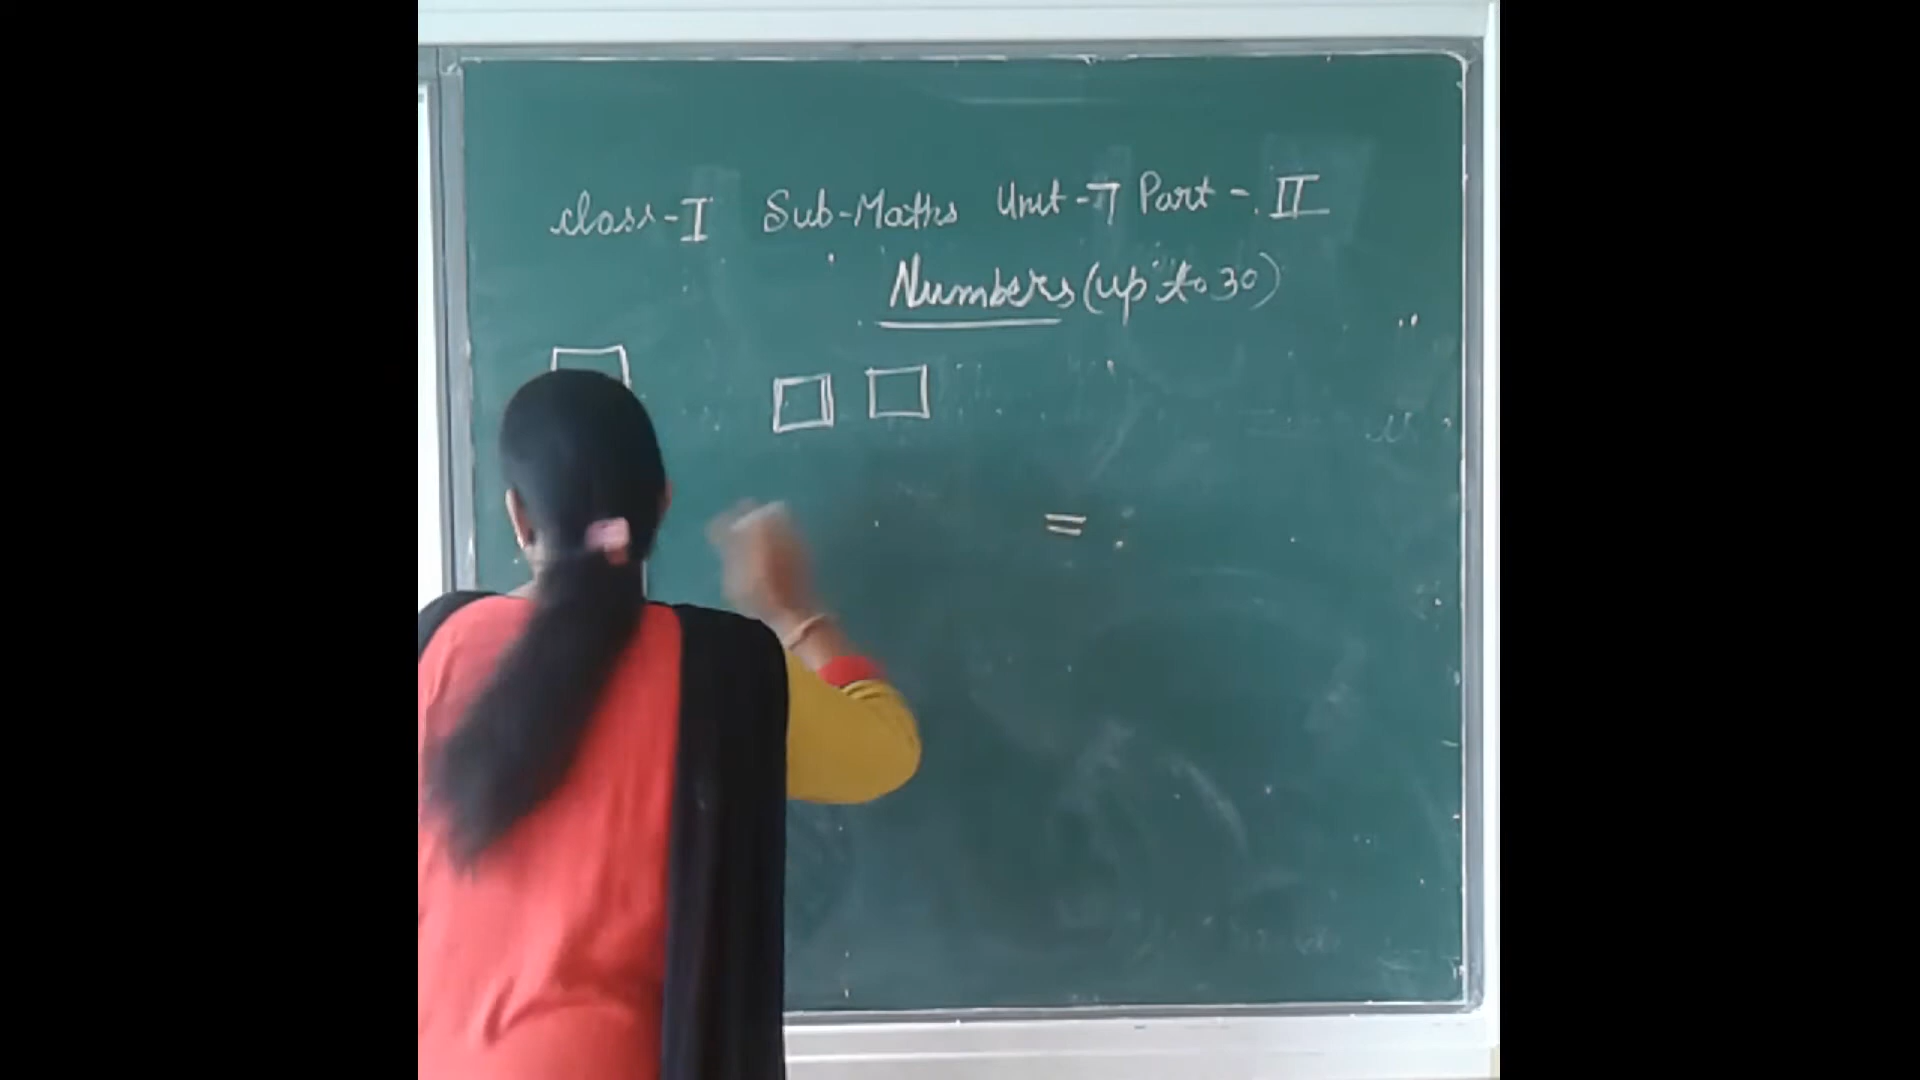 class-I Sub-Maths Unit-7 Part-II
Numbers (up to 30)
=